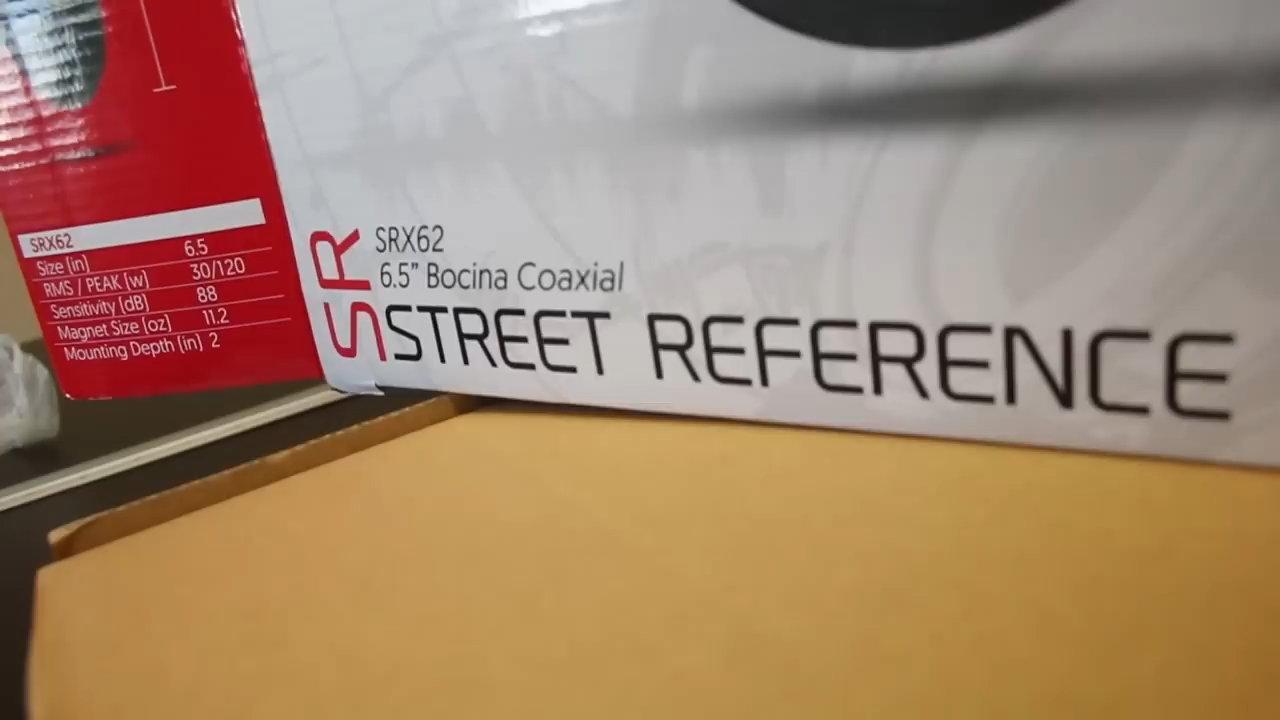 SRX62
Size (in) 6.5
RMS / PEAK (w) 30/120
Sensitivity (dB) 88
Magnet Size (oz) 11.2
Mounting Depth (in) 2
SR
SRX62
6.5” Bocina Coaxial
STREET REFERENCE